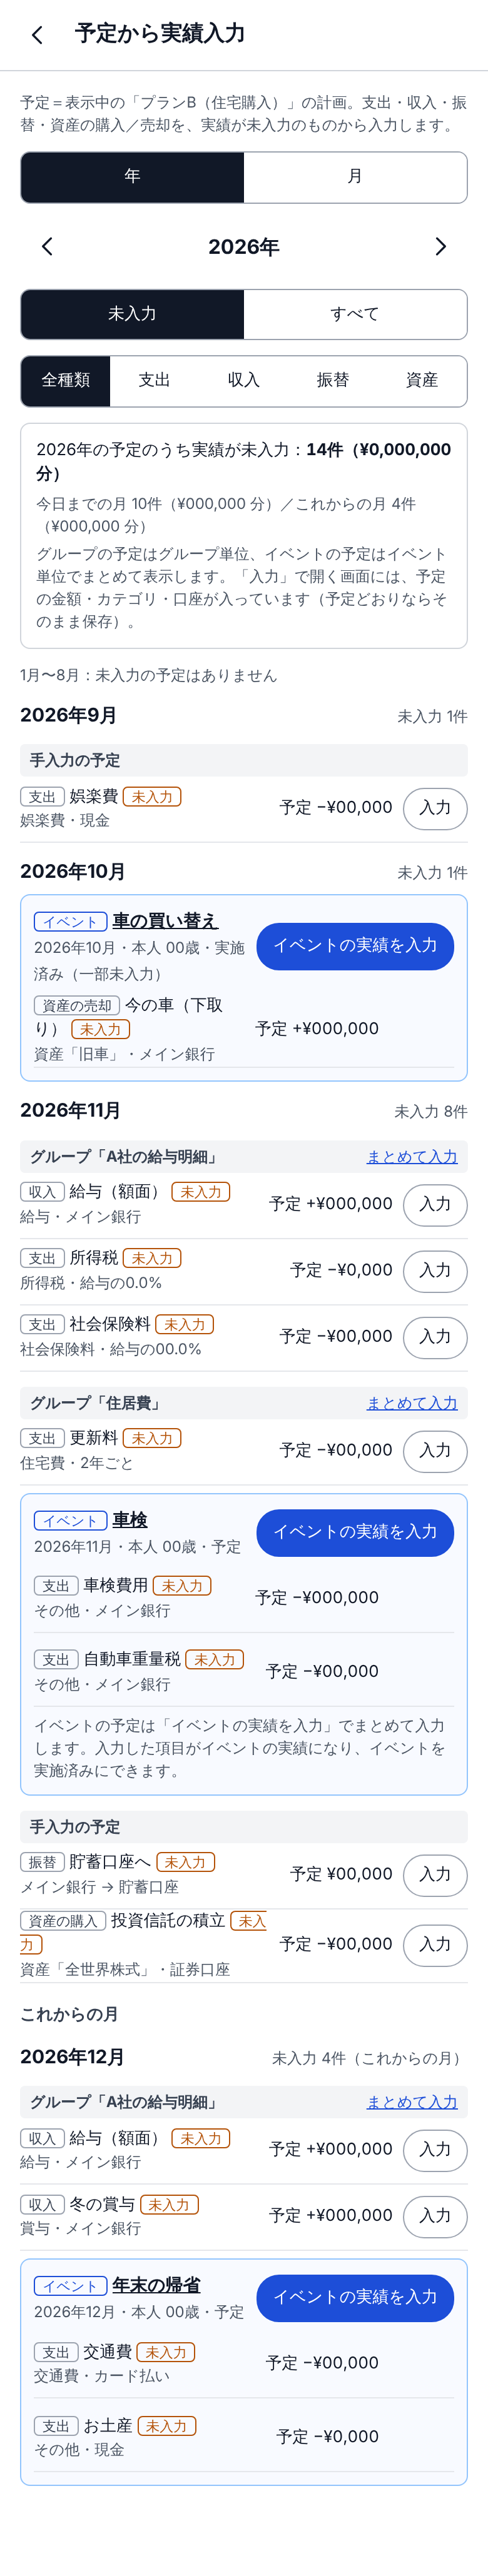 予定から実績入力
予定＝表示中の「プランB（住宅購入）」の計画。支出・収入・振
替・資産の購入／売却を、実績が未入力のものから入力します。
年 月
2026年
未入力 すべて
全種類 支出 収入 振替 資産
2026年の予定のうち実績が未入力：14件（¥0,000,000
分）
今日までの月 10件（¥000,000 分）／これからの月 4件
（¥000,000 分）
グループの予定はグループ単位、イベントの予定はイベント
単位でまとめて表示します。「入力」で開く画面には、予定
の金額・カテゴリ・口座が入っています（予定どおりならそ
のまま保存）。
1月〜8月：未入力の予定はありません
2026年9月 未入力 1件
手入力の予定
支出 娯楽費 未入力 予定 −¥00,000 入力
娯楽費・現金
2026年10月 未入力 1件
イベント 車の買い替え イベントの実績を入力
2026年10月・本人 00歳・実施
済み（一部未入力）
資産の売却 今の車（下取
り） 未入力 予定 +¥000,000
資産「旧車」・メイン銀行
2026年11月 未入力 8件
グループ「A社の給与明細」 まとめて入力
収入 給与（額面） 未入力 予定 +¥000,000 入力
給与・メイン銀行
支出 所得税 未入力 予定 −¥0,000 入力
所得税・給与の0.0%
支出 社会保険料 未入力 予定 −¥00,000 入力
社会保険料・給与の00.0%
グループ「住居費」 まとめて入力
支出 更新料 未入力 予定 −¥00,000 入力
住宅費・2年ごと
イベント 車検 イベントの実績を入力
2026年11月・本人 00歳・予定
支出 車検費用 未入力 予定 −¥000,000
その他・メイン銀行
支出 自動車重量税 未入力 予定 −¥00,000
その他・メイン銀行
イベントの予定は「イベントの実績を入力」でまとめて入力
します。入力した項目がイベントの実績になり、イベントを
実施済みにできます。
手入力の予定
振替 貯蓄口座へ 未入力 予定 ¥00,000 入力
メイン銀行 → 貯蓄口座
資産の購入 投資信託の積立 未入
力 予定 −¥00,000 入力
資産「全世界株式」・証券口座
これからの月
2026年12月 未入力 4件（これからの月）
グループ「A社の給与明細」 まとめて入力
収入 給与（額面） 未入力 予定 +¥000,000 入力
給与・メイン銀行
収入 冬の賞与 未入力 予定 +¥000,000 入力
賞与・メイン銀行
イベント 年末の帰省 イベントの実績を入力
2026年12月・本人 00歳・予定
支出 交通費 未入力 予定 −¥00,000
交通費・カード払い
支出 お土産 未入力 予定 −¥0,000
その他・現金